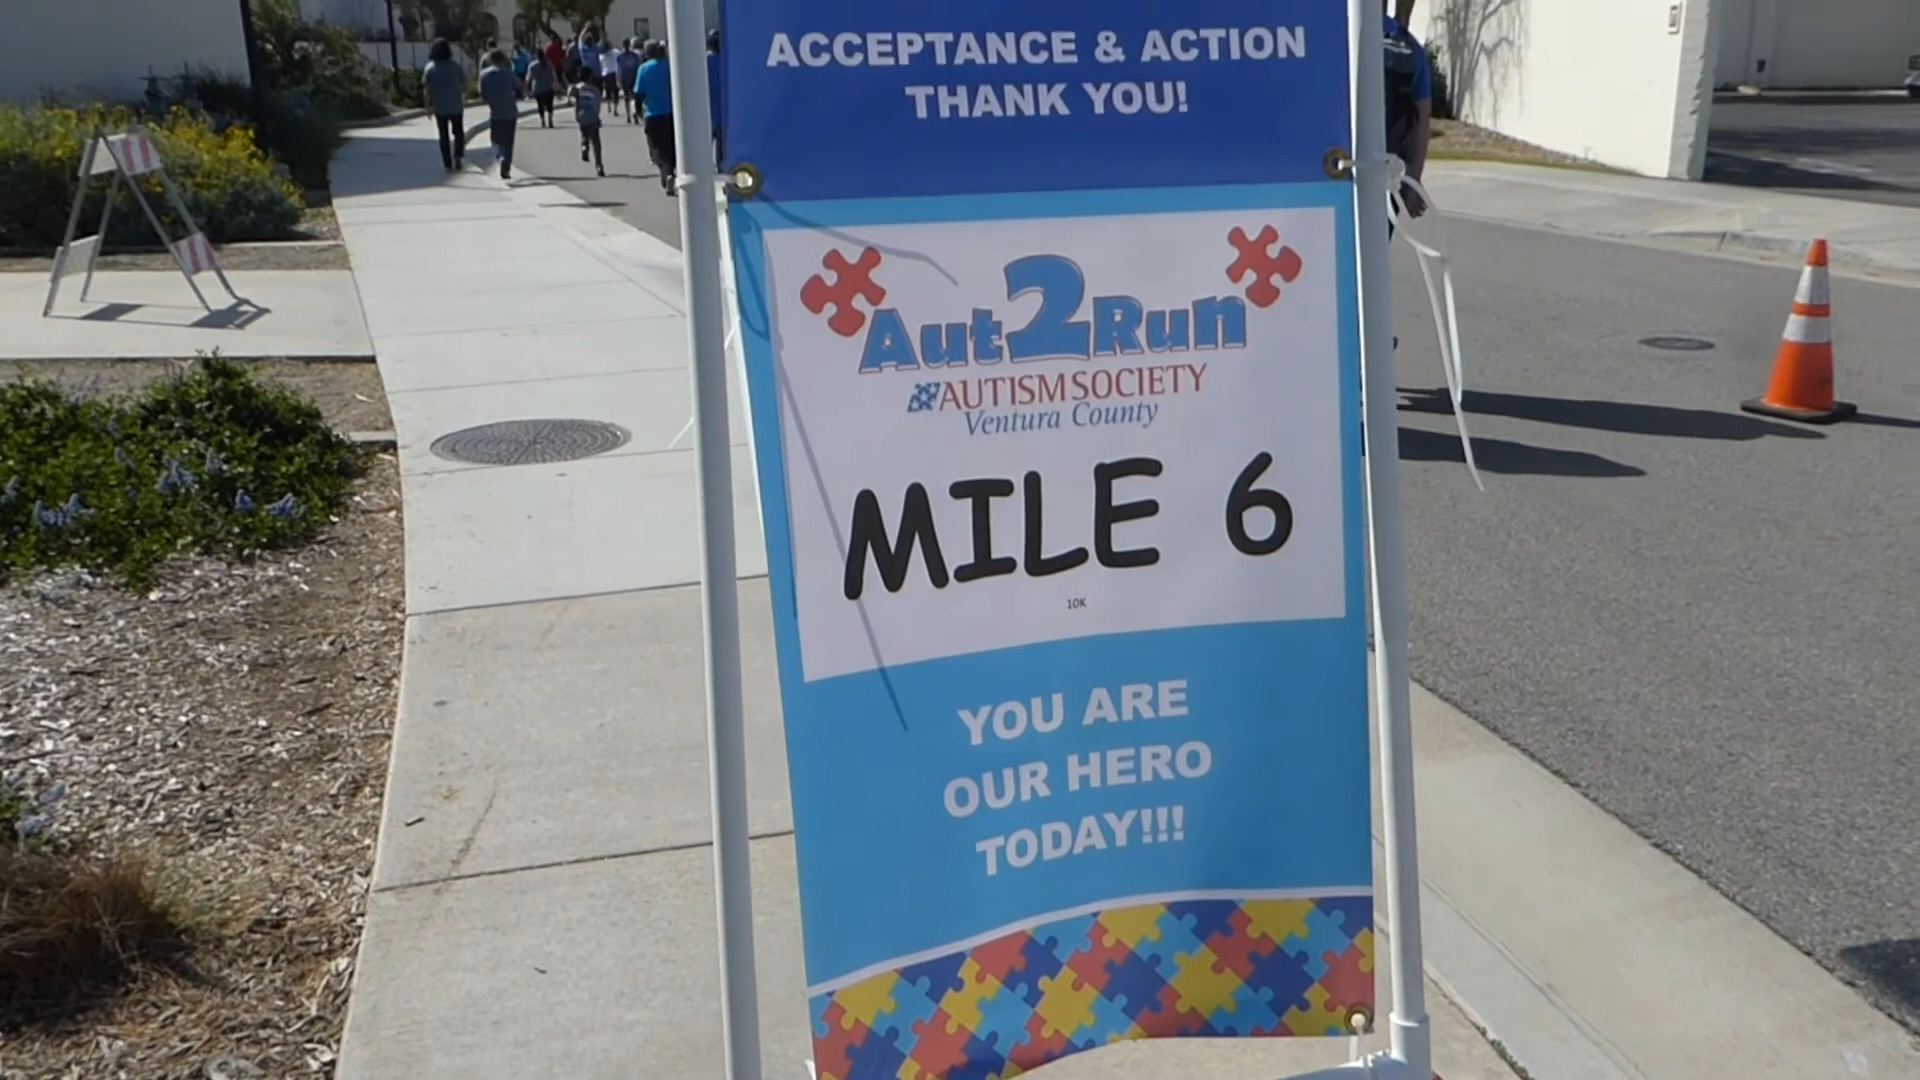 ACCEPTANCE & ACTION
THANK YOU!
Aut2Run
AUTISM SOCIETY
Ventura County
MILE 6
10K
YOU ARE
OUR HERO
TODAY!!!